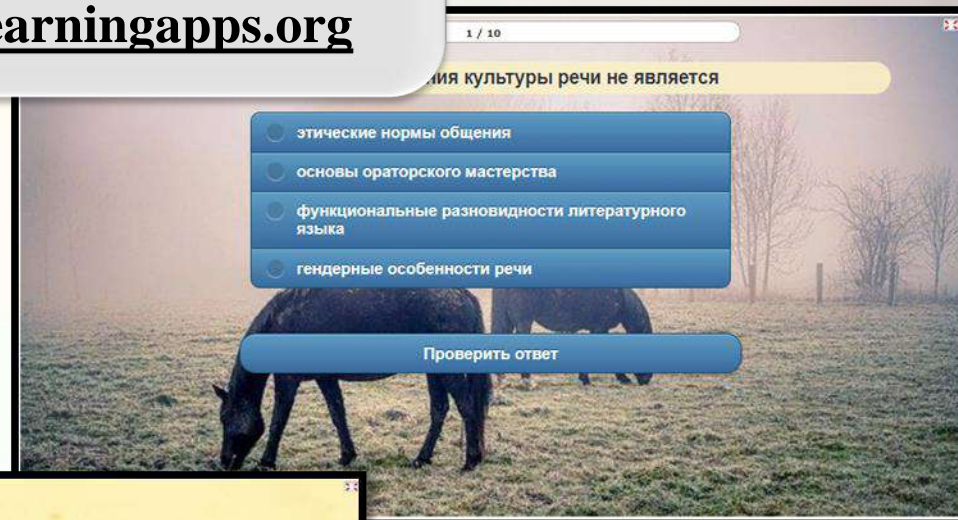 earningapps.org
1 / 10
ния культуры речи не является
этические нормы общения
основы ораторского мастерства
функциональные разновидности литературного
языка
гендерные особенности речи
Проверить ответ